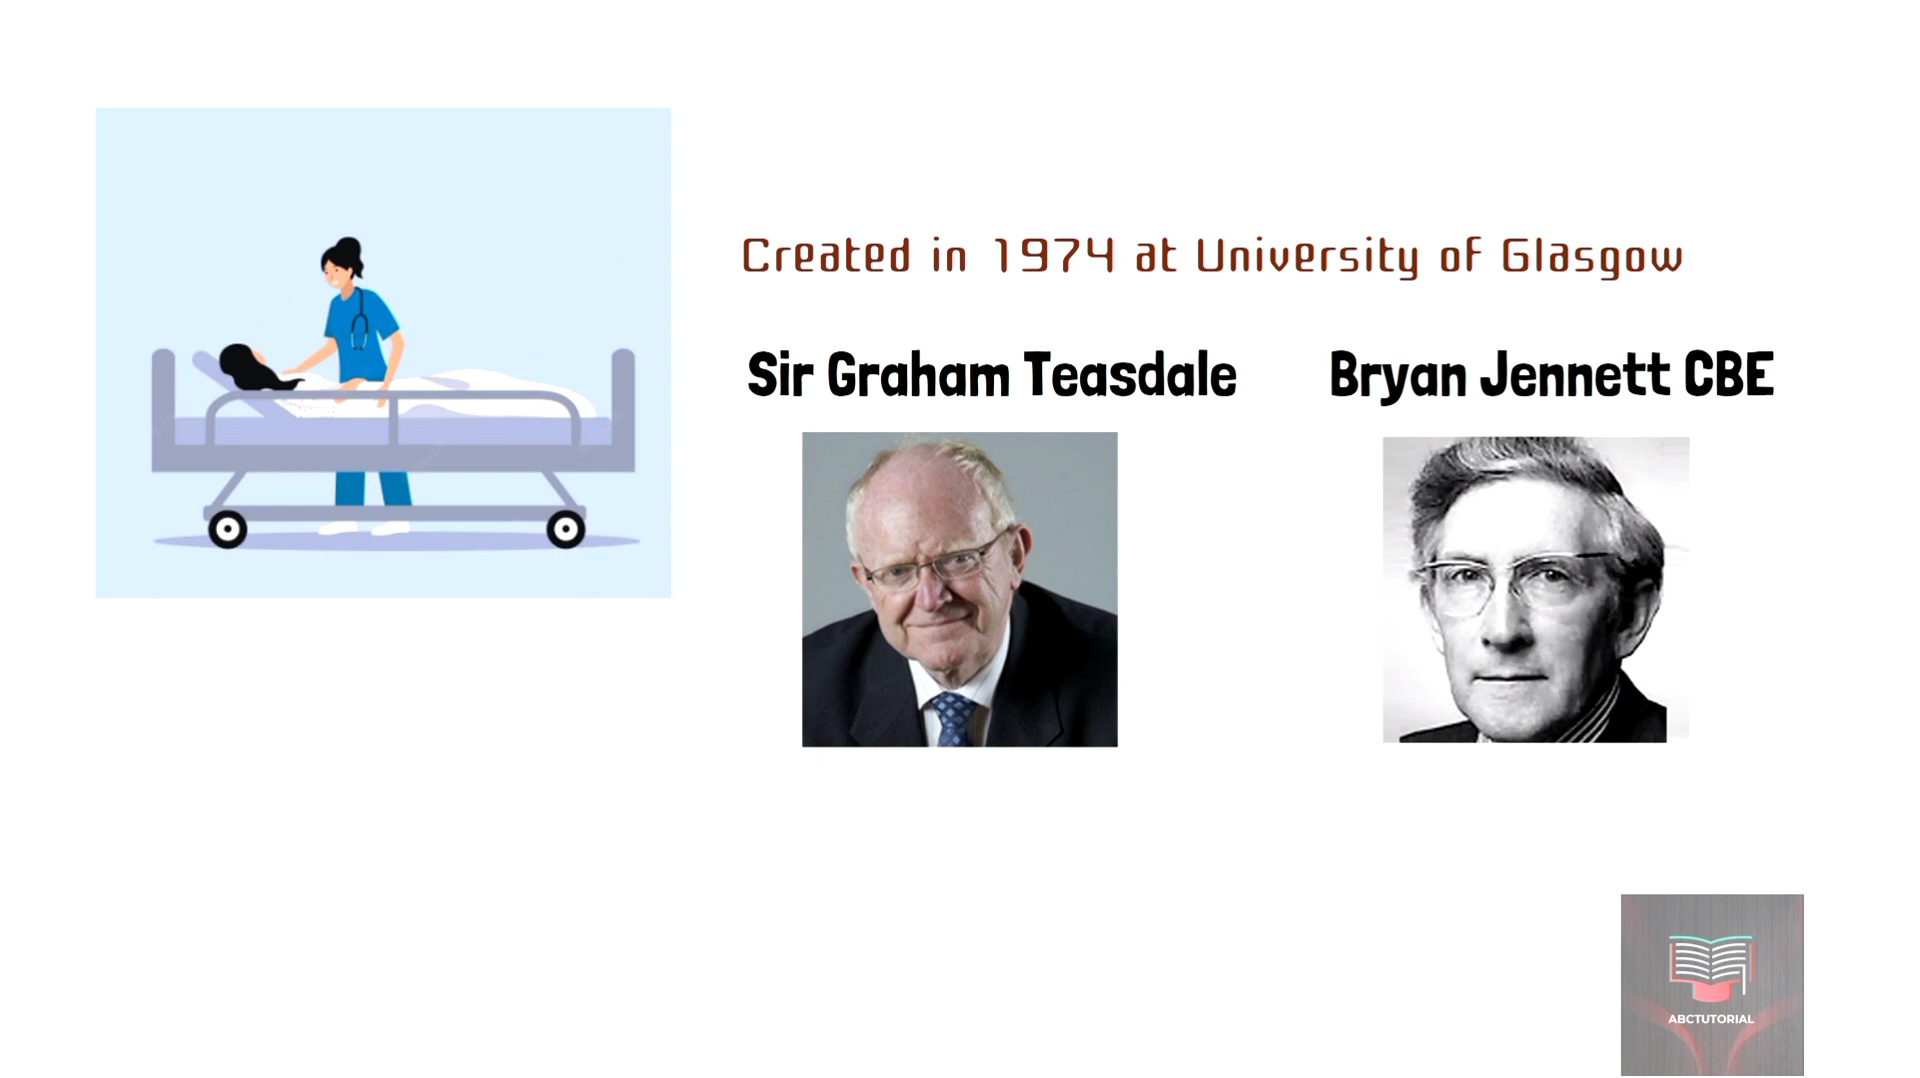 Created in 1974 at University of Glasgow
Sir Graham Teasdale
Bryan Jennett CBE
ABCTUTORIAL